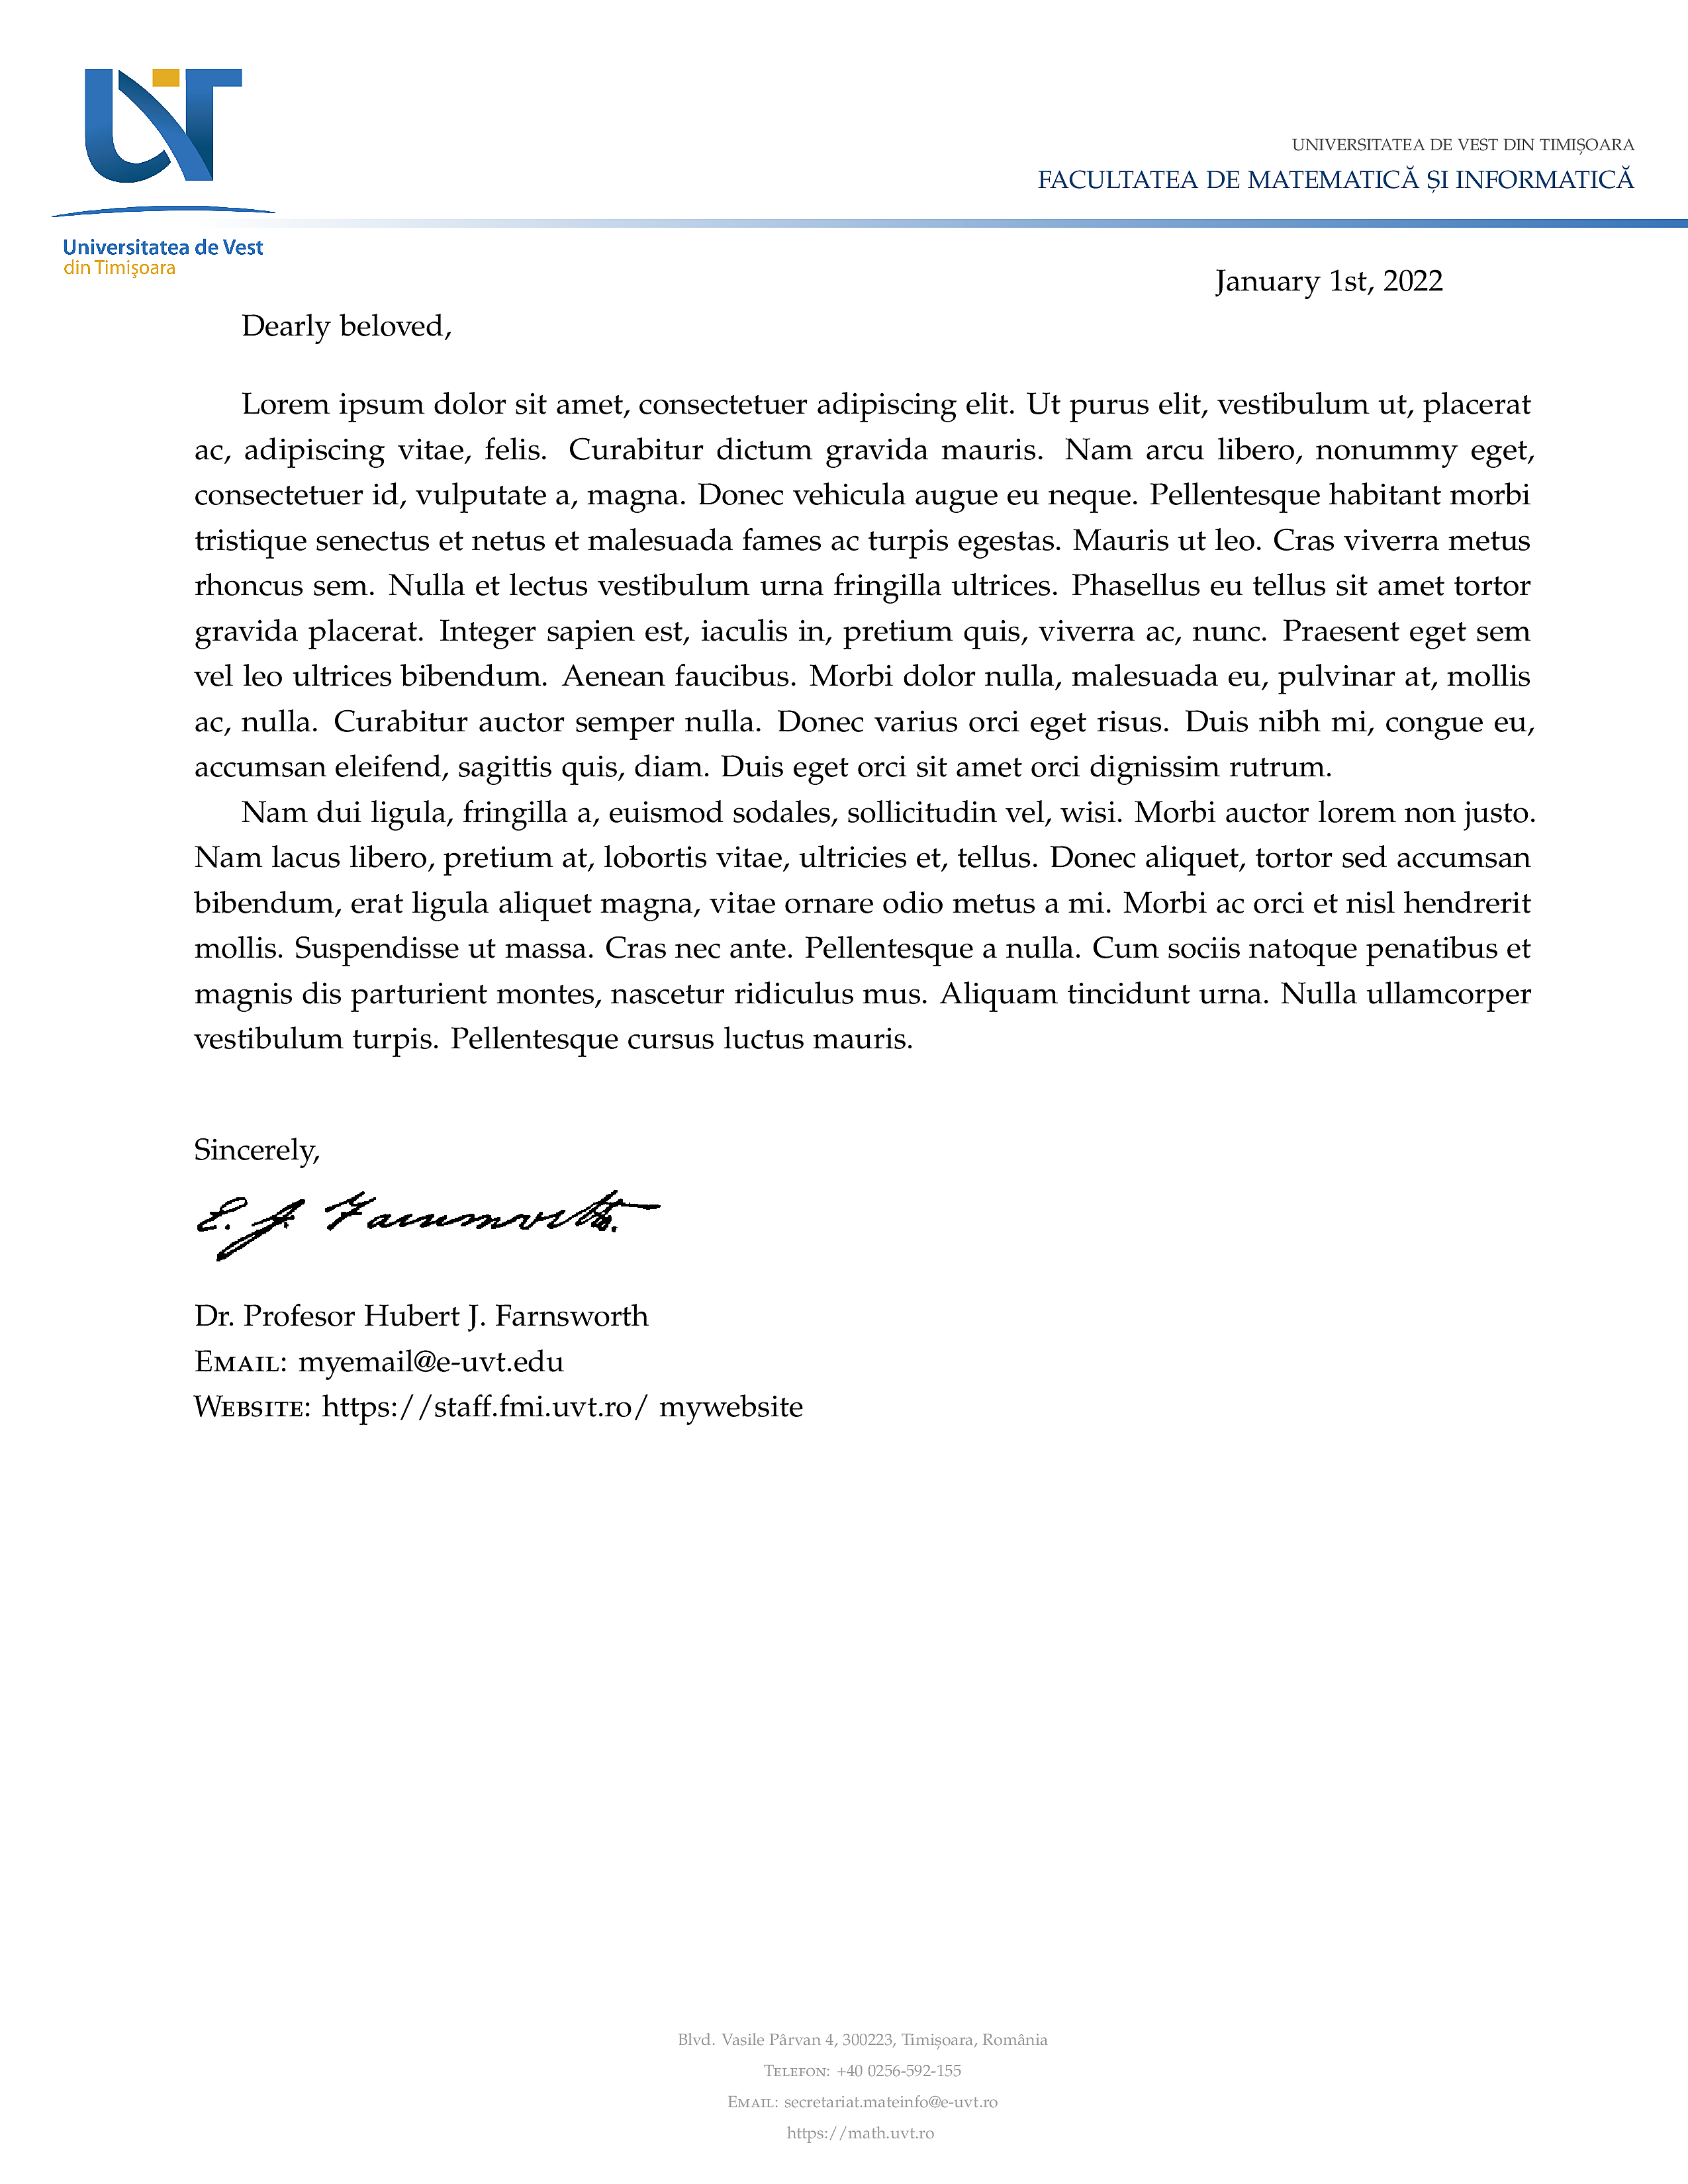 UVT
UNIVERSITATEA DE VEST DIN TIMIȘOARA
FACULTATEA DE MATEMATICĂ ȘI INFORMATICĂ
Universitatea de Vest
din Timişoara
January 1st, 2022
Dearly beloved,
Lorem ipsum dolor sit amet, consectetuer adipiscing elit. Ut purus elit, vestibulum ut, placerat
ac, adipiscing vitae, felis. Curabitur dictum gravida mauris. Nam arcu libero, nonummy eget,
consectetuer id, vulputate a, magna. Donec vehicula augue eu neque. Pellentesque habitant morbi
tristique senectus et netus et malesuada fames ac turpis egestas. Mauris ut leo. Cras viverra metus
rhoncus sem. Nulla et lectus vestibulum urna fringilla ultrices. Phasellus eu tellus sit amet tortor
gravida placerat. Integer sapien est, iaculis in, pretium quis, viverra ac, nunc. Praesent eget sem
vel leo ultrices bibendum. Aenean faucibus. Morbi dolor nulla, malesuada eu, pulvinar at, mollis
ac, nulla. Curabitur auctor semper nulla. Donec varius orci eget risus. Duis nibh mi, congue eu,
accumsan eleifend, sagittis quis, diam. Duis eget orci sit amet orci dignissim rutrum.
Nam dui ligula, fringilla a, euismod sodales, sollicitudin vel, wisi. Morbi auctor lorem non justo.
Nam lacus libero, pretium at, lobortis vitae, ultricies et, tellus. Donec aliquet, tortor sed accumsan
bibendum, erat ligula aliquet magna, vitae ornare odio metus a mi. Morbi ac orci et nisl hendrerit
mollis. Suspendisse ut massa. Cras nec ante. Pellentesque a nulla. Cum sociis natoque penatibus et
magnis dis parturient montes, nascetur ridiculus mus. Aliquam tincidunt urna. Nulla ullamcorper
vestibulum turpis. Pellentesque cursus luctus mauris.
Sincerely,
E. J.
Dr. Profesor Hubert J. Farnsworth
EMAIL: myemail@e-uvt.edu
WEBSITE: https://staff.fmi.uvt.ro/ mywebsite
Blvd. Vasile Pârvan 4, 300223, Timișoara, România
TELEFON: +40 0256-592-155
EMAIL: secretariat.mateinfo@e-uvt.ro
https://math.uvt.ro